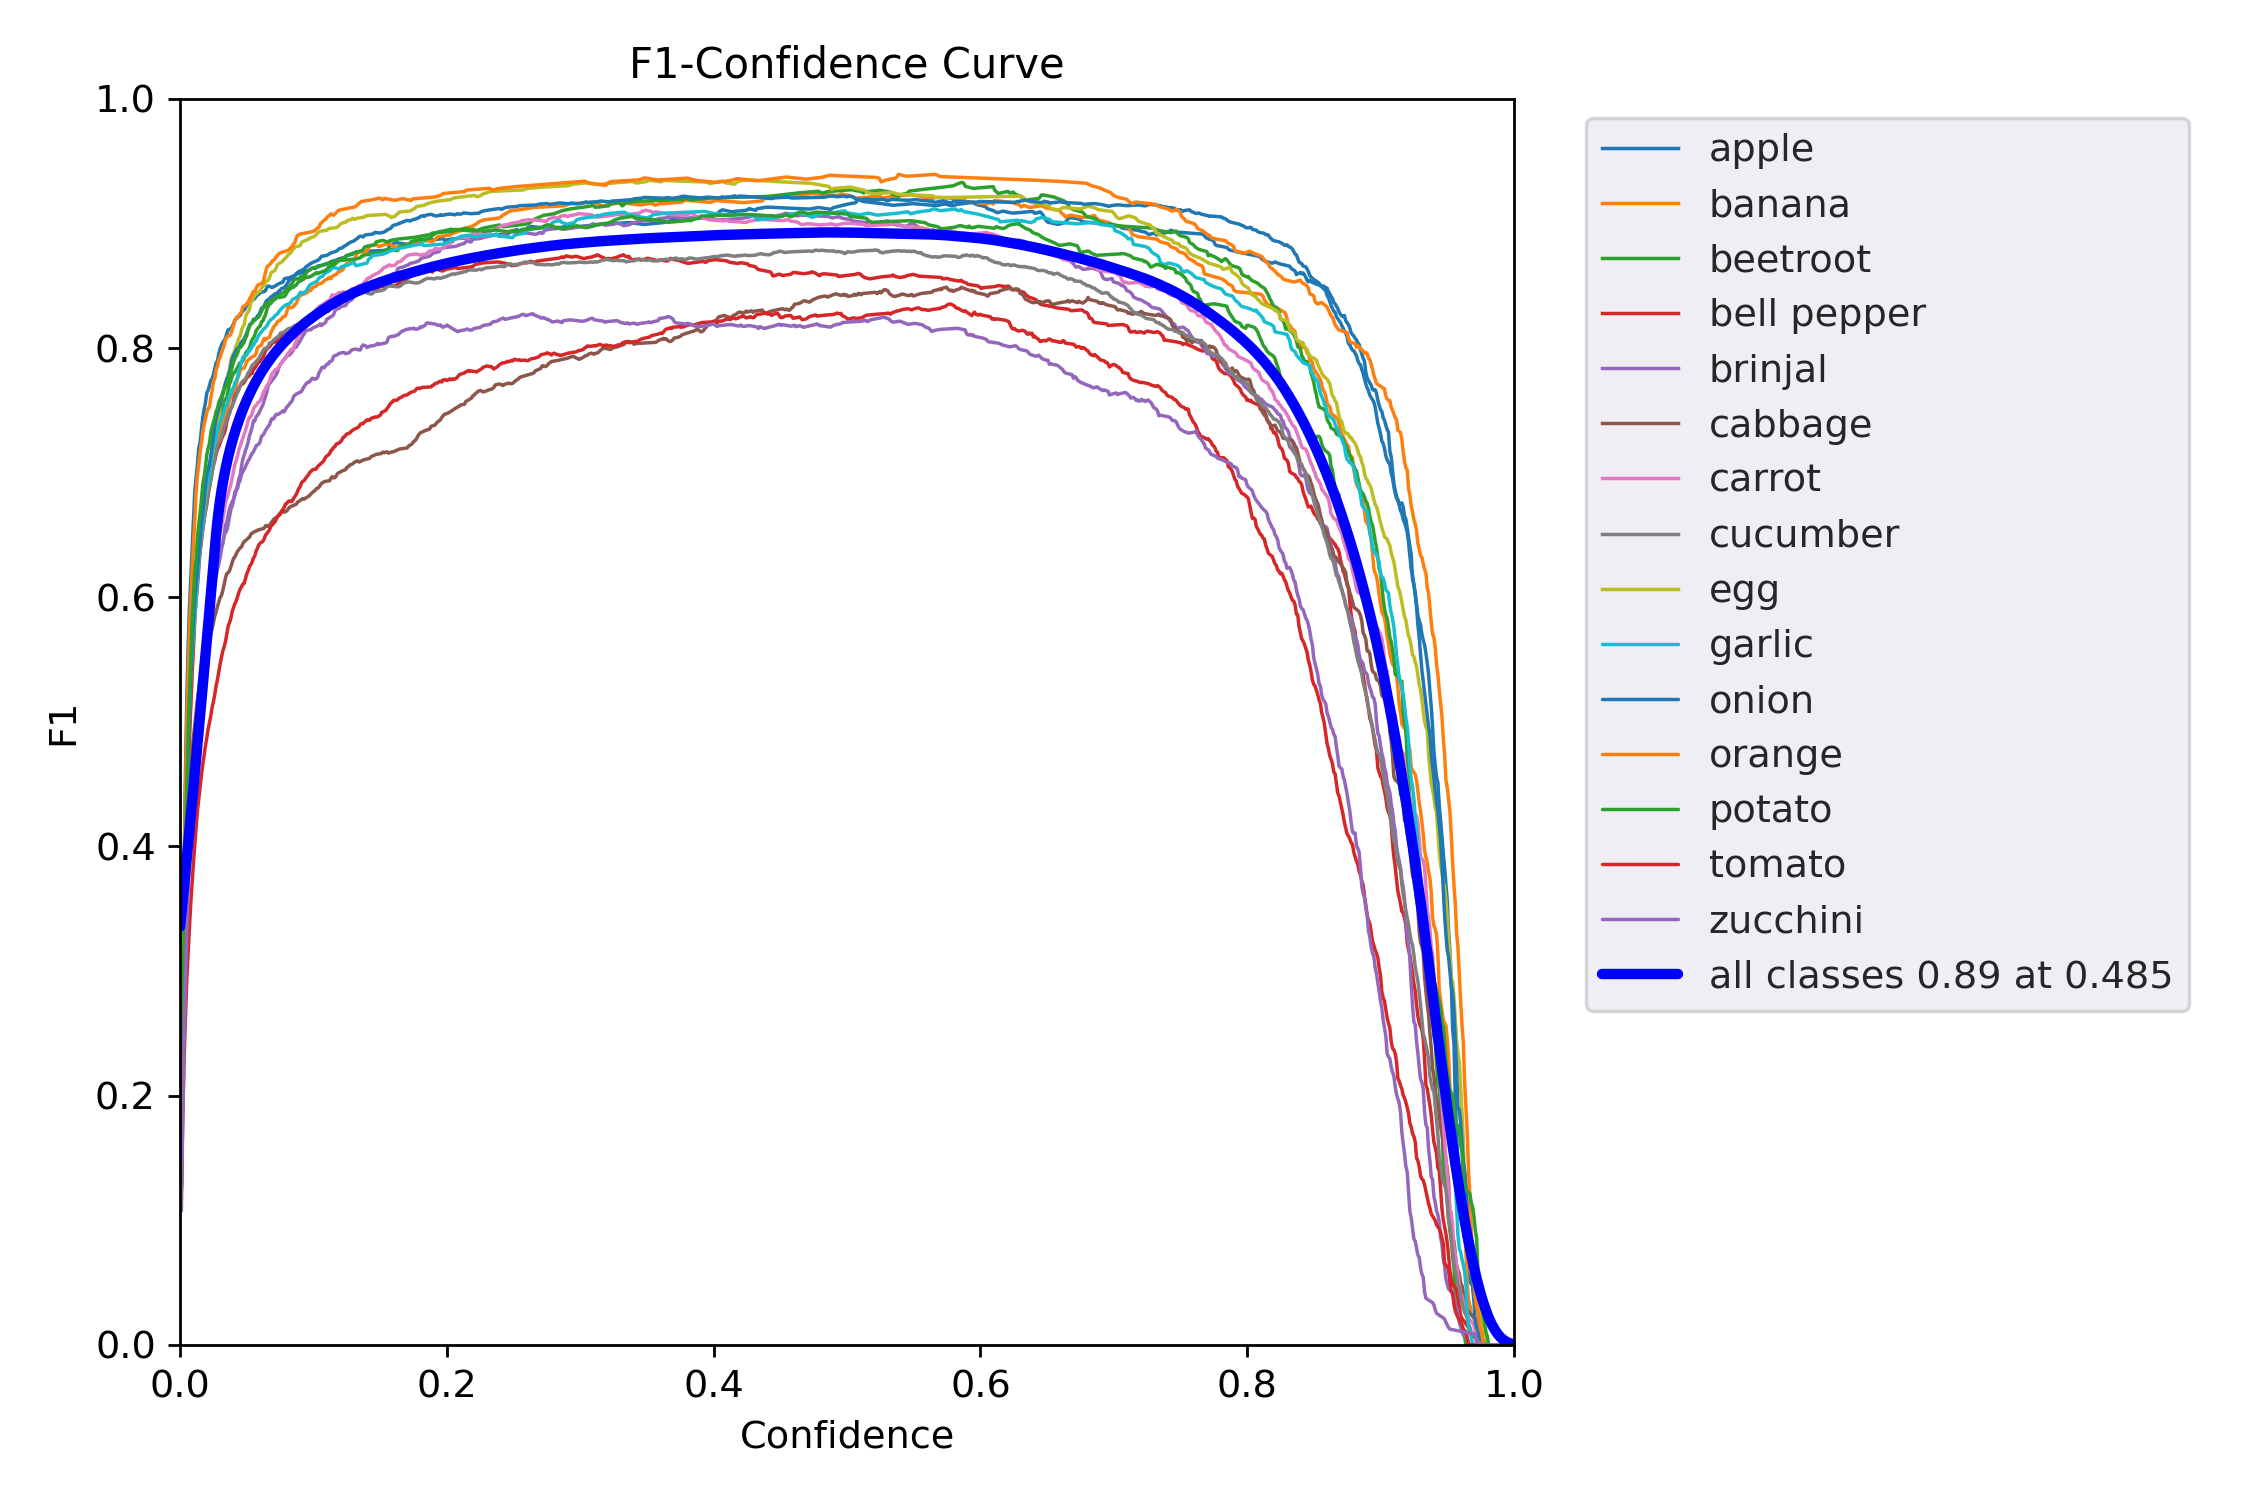 F1-Confidence Curve
1.0
0.8
0.6
0.4
0.2
0.0
F1
0.0 0.2 0.4 0.6 0.8 1.0
Confidence
apple
banana
beetroot
bell pepper
brinjal
cabbage
carrot
cucumber
egg
garlic
onion
orange
potato
tomato
zucchini
all classes 0.89 at 0.485